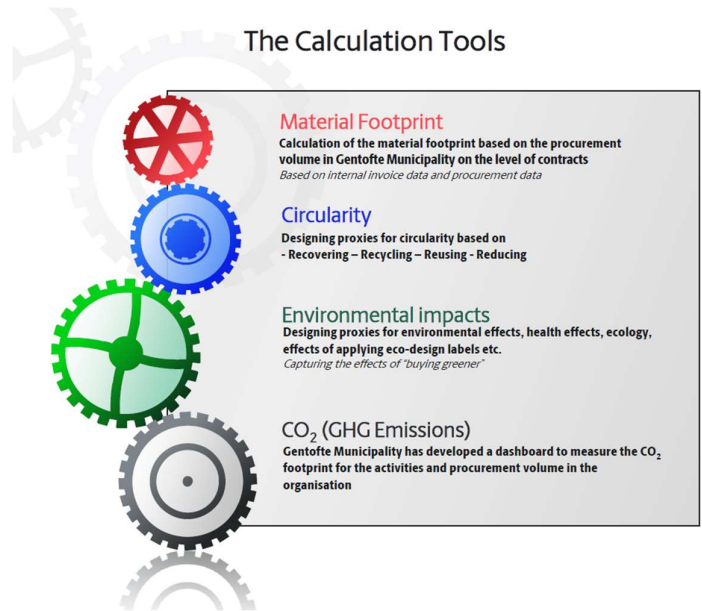 The Calculation Tools
Material Footprint
Calculation of the material footprint based on the procurement
volume in Gentofte Municipality on the level of contracts
Based on internal invoice data and procurement data
Circularity
Designing proxies for circularity based on
- Recovering – Recycling – Reusing - Reducing
Environmental impacts
Designing proxies for environmental effects, health effects, ecology,
effects of applying eco-design labels etc.
Capturing the effects of “buying greener”
CO₂ (GHG Emissions)
Gentofte Municipality has developed a dashboard to measure the CO₂
footprint for the activities and procurement volume in the
organisation